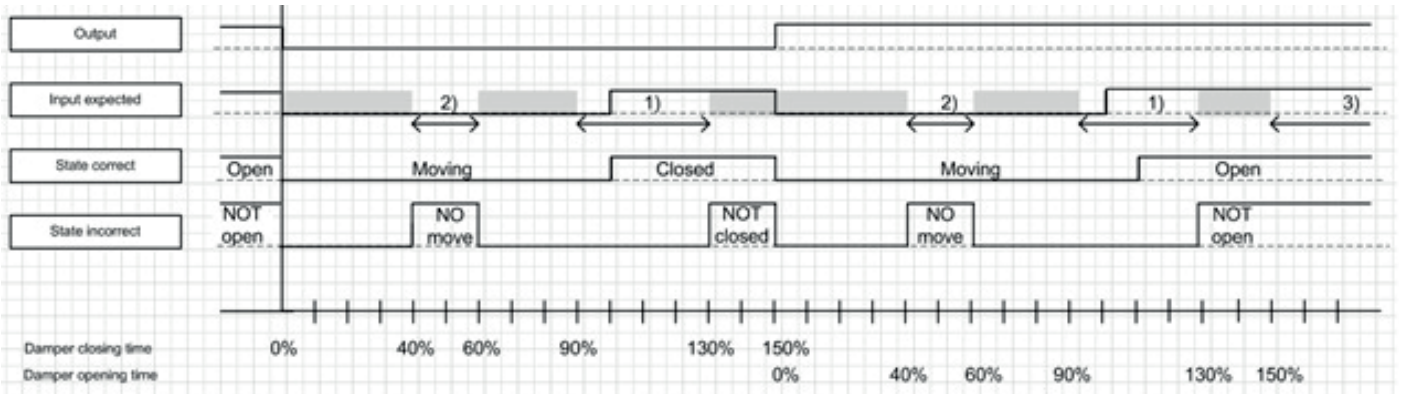 Output
Input expected 2) 1) 2) 1) 3)
State correct Open Moving Closed Moving Open
State incorrect NOT open NO move NOT closed NO move NOT open
Damper closing time 0% 40% 60% 90% 130% 150%
Damper opening time 0% 40% 60% 90% 130% 150%